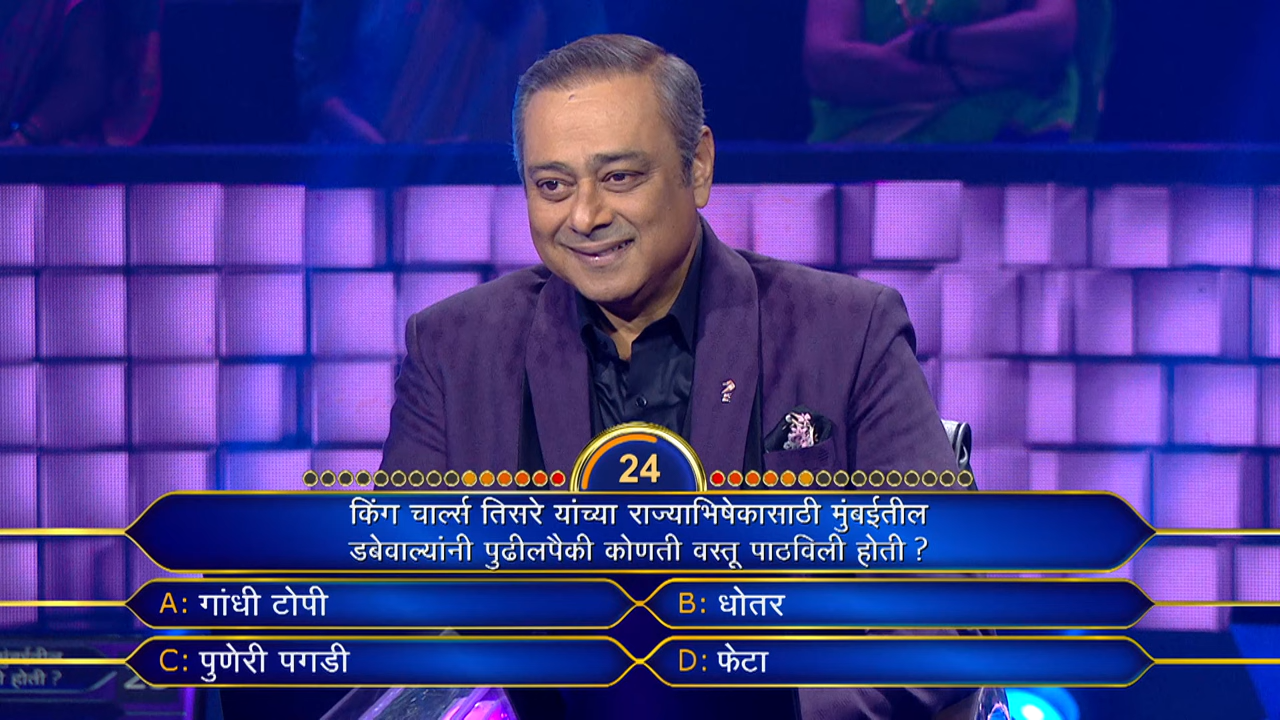 24
किंग चार्ल्स तिसरे यांच्या राज्याभिषेकासाठी मुंबईतील
डबेवाल्यांनी पुढीलपैकी कोणती वस्तू पाठविली होती ?
A: गांधी टोपी
B: धोतर
C: पुणेरी पगडी
D: फेटा